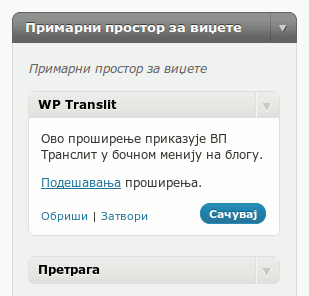 Примарни простор за виџете
Примарни простор за виџете
WP Translit
Ово проширење приказује ВП
Транслит у бочном менију на блогу.
Подешавања проширења.
Обриши | Затвори
Сачувај
Претрага